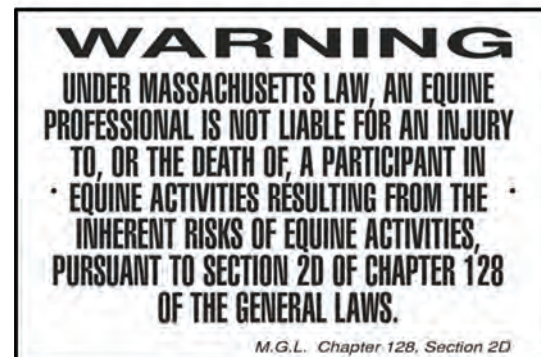 WARNING
UNDER MASSACHUSETTS LAW, AN EQUINE
PROFESSIONAL IS NOT LIABLE FOR AN INJURY
TO, OR THE DEATH OF, A PARTICIPANT IN
· EQUINE ACTIVITIES RESULTING FROM THE ·
INHERENT RISKS OF EQUINE ACTIVITIES,
PURSUANT TO SECTION 2D OF CHAPTER 128
OF THE GENERAL LAWS.
M.G.L. Chapter 128, Section 2D